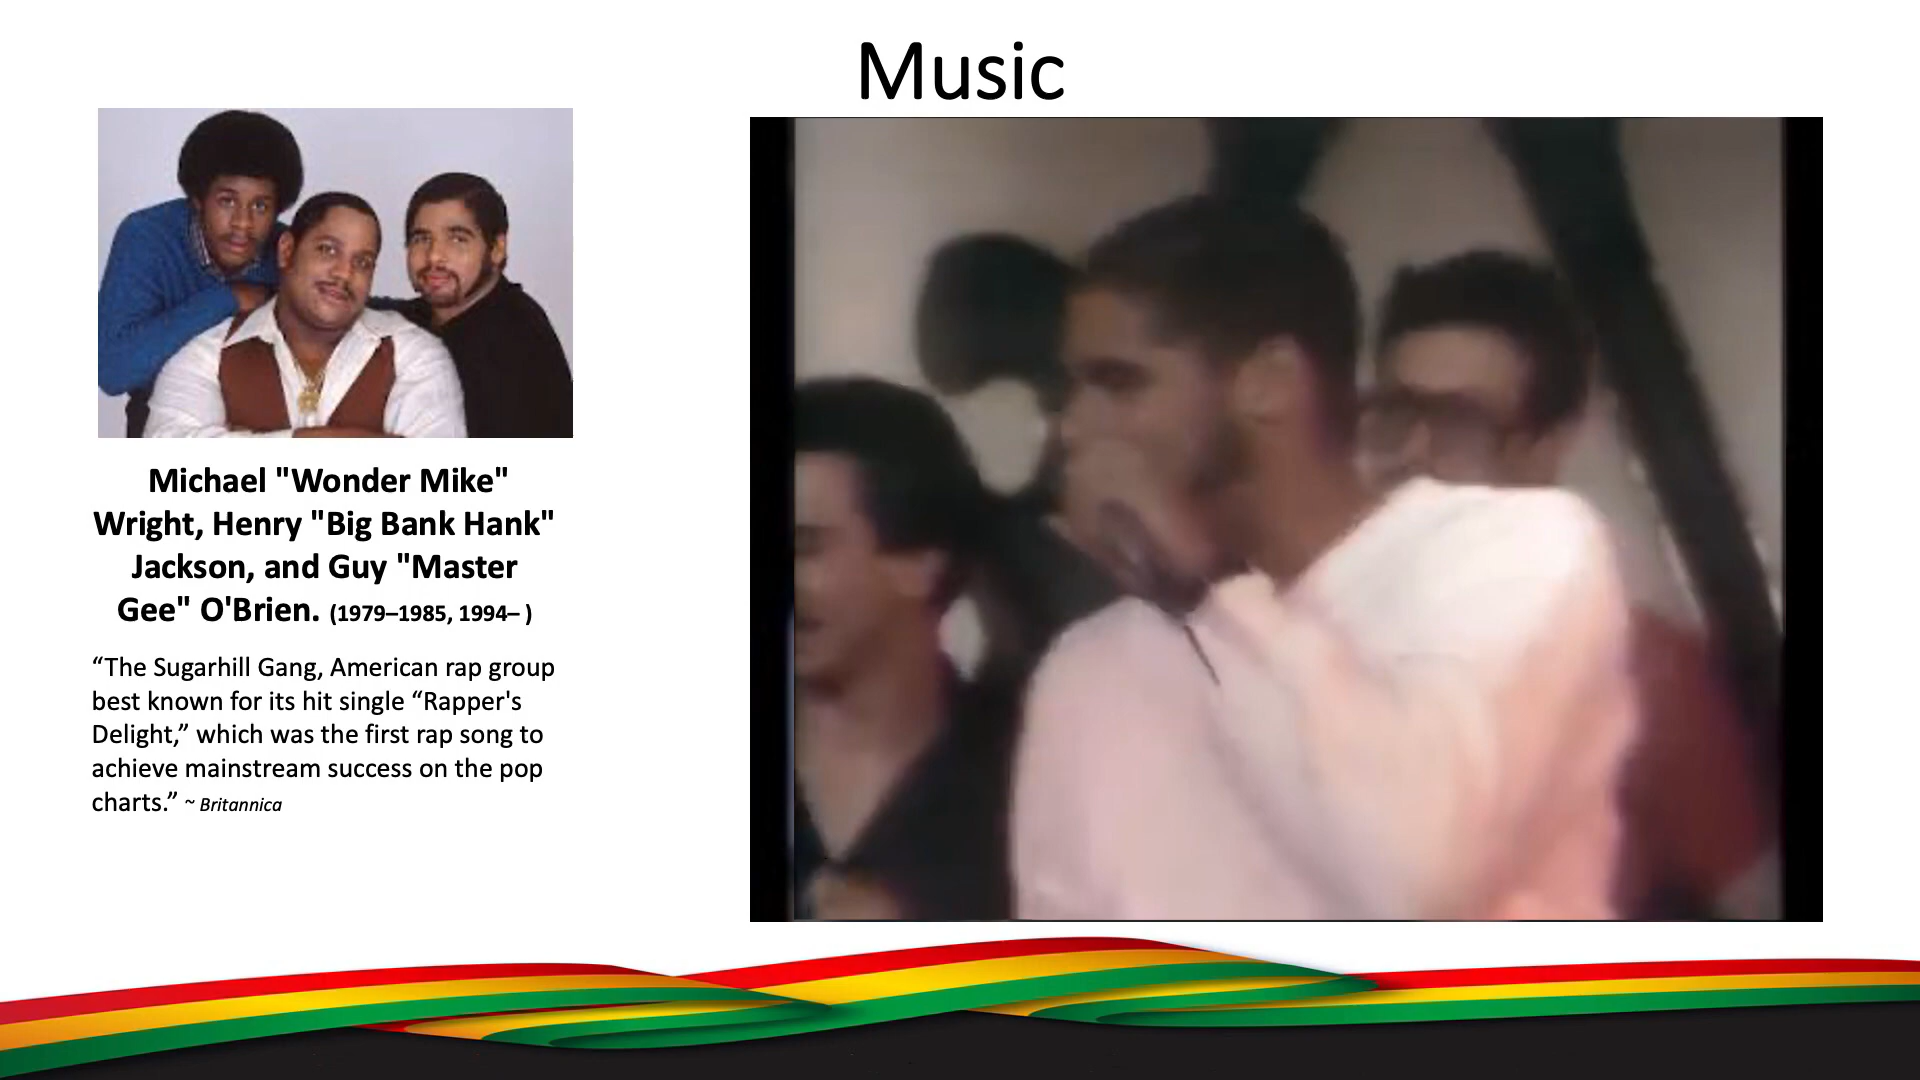 Music
Michael "Wonder Mike"
Wright, Henry "Big Bank Hank"
Jackson, and Guy "Master
Gee" O'Brien. (1979–1985, 1994– )
“The Sugarhill Gang, American rap group
best known for its hit single “Rapper's
Delight,” which was the first rap song to
achieve mainstream success on the pop
charts.” ~ Britannica